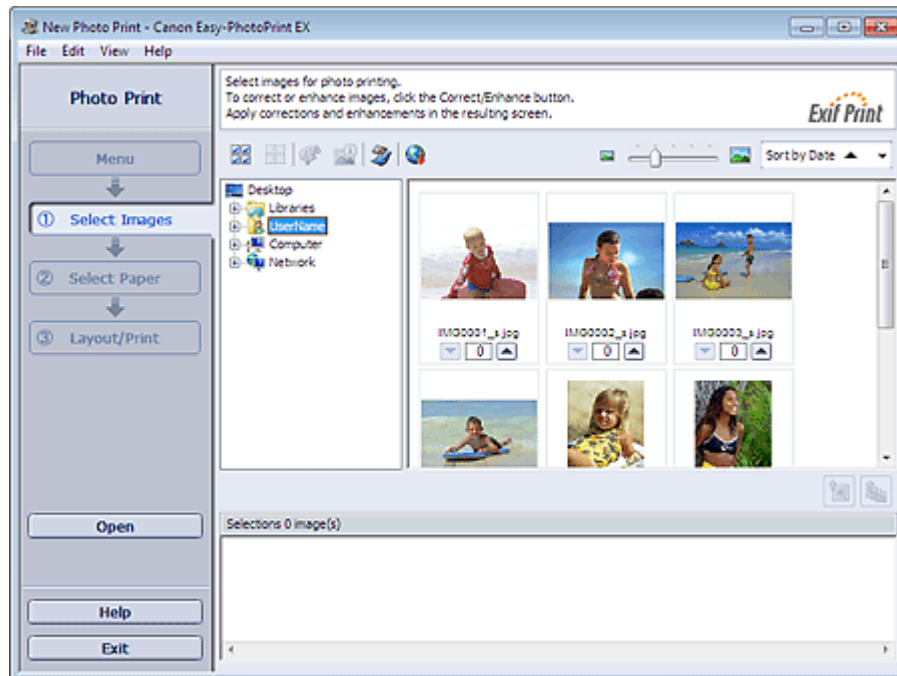 New Photo Print - Canon Easy-PhotoPrint EX
File Edit View Help
Photo Print
Select images for photo printing.
To correct or enhance images, click the Correct/Enhance button.
Apply corrections and enhancements in the resulting screen.
Exif Print
Menu
Sort by Date
① Select Images
② Select Paper
③ Layout/Print
Desktop
Libraries
UserName
Computer
Network
IMG0001_s.jpg IMG0002_s.jpg IMG0003_s.jpg
0 0 0
Open
Selections 0 image(s)
Help
Exit